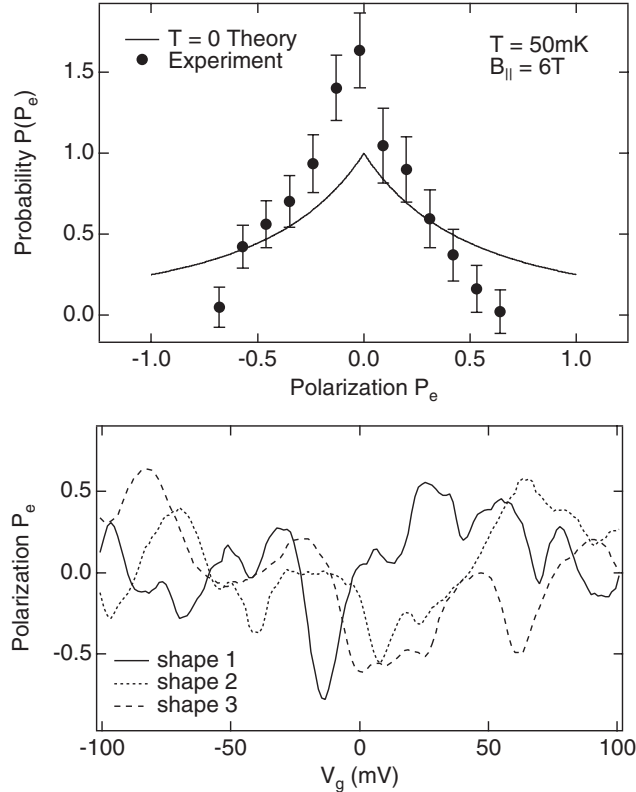 T = 0 Theory
Experiment
T = 50mK
B|| = 6T
Probability P(Pe)
1.5
1.0
0.5
0.0
-1.0
-0.5
0.0
0.5
1.0
Polarization Pe
Polarization Pe
0.5
0.0
-0.5
shape 1
shape 2
shape 3
-100
-50
0
50
100
Vg (mV)